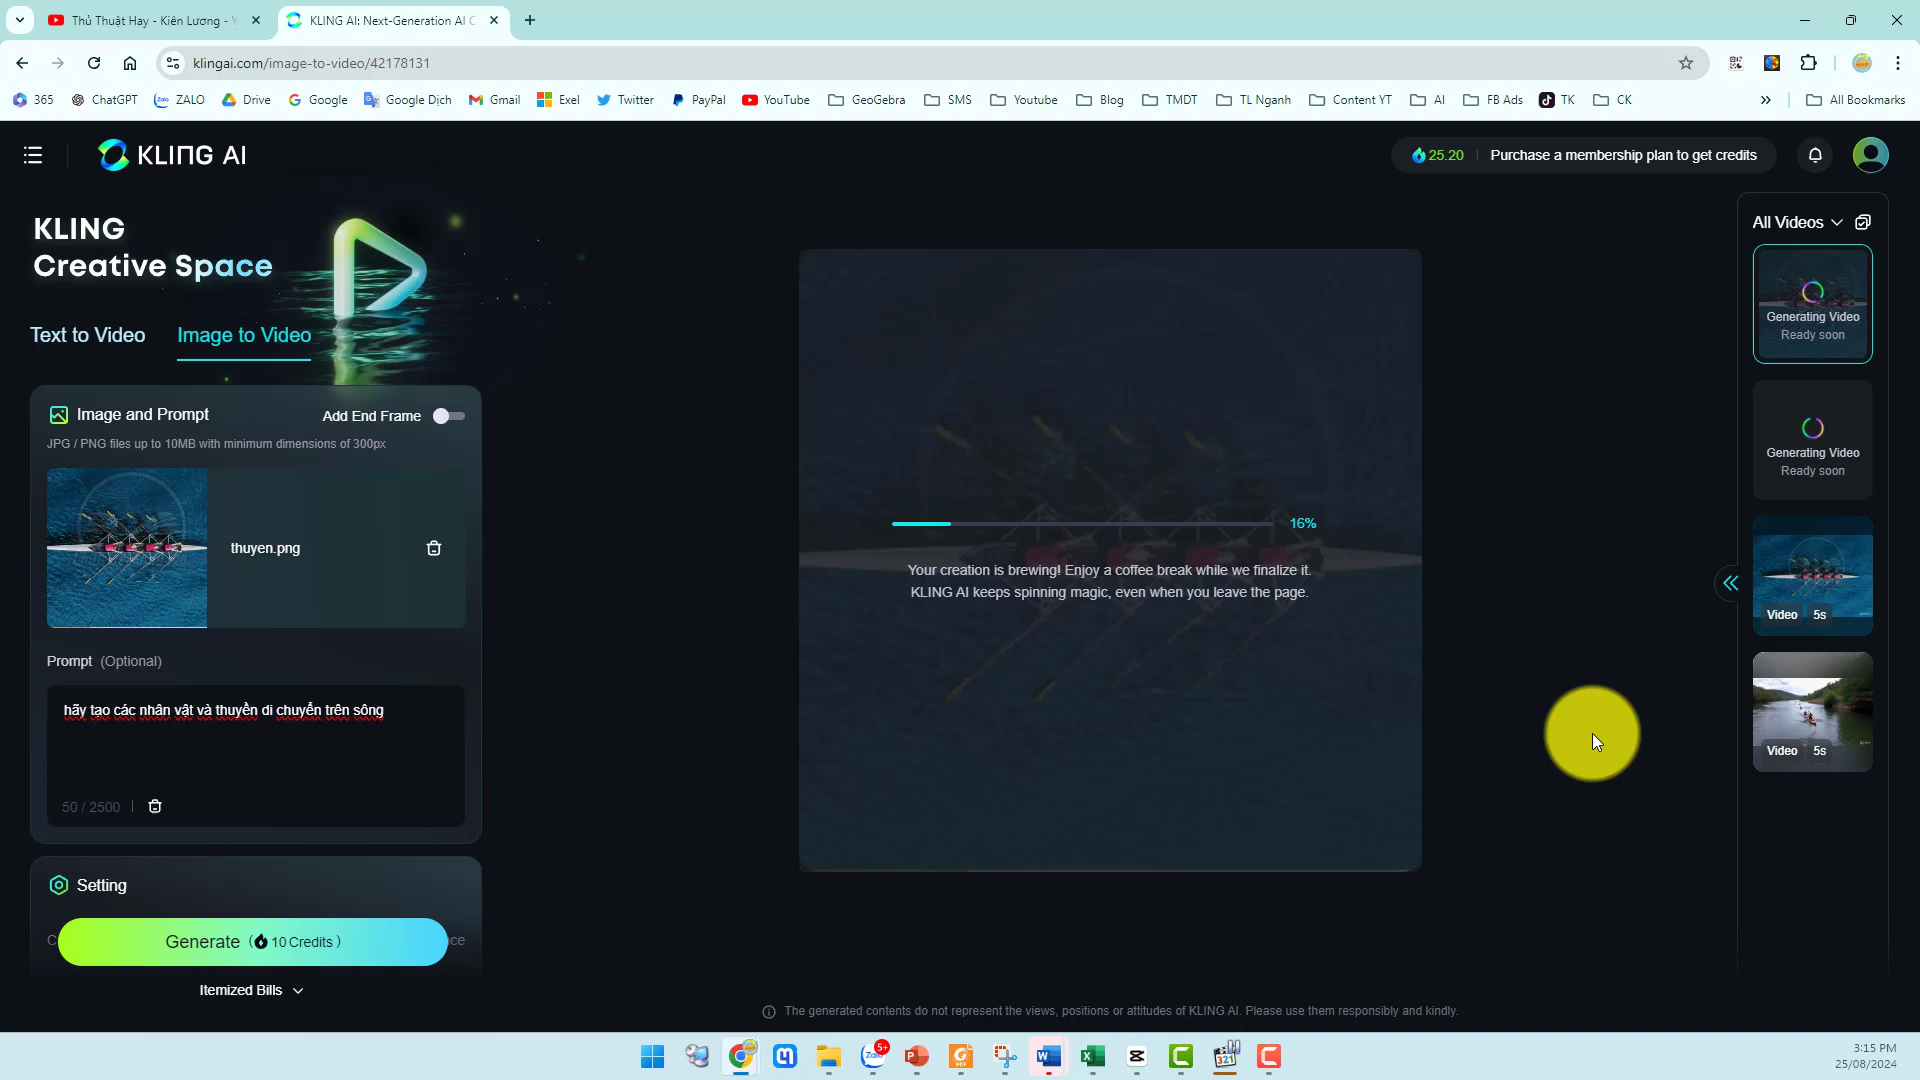 Thủ Thuật Hay - Kiên Lương -
KLING AI: Next-Generation AI C
klingai.com/image-to-video/42178131
365 ChatGPT ZALO Drive Google Google Dịch Gmail Exel Twitter PayPal YouTube GeoGebra SMS Youtube Blog TMDT TL Nganh Content YT AI FB Ads TK CK » All Bookmarks
KLING AI
25.20 Purchase a membership plan to get credits
KLING
Creative Space
Text to Video Image to Video
Image and Prompt Add End Frame
JPG / PNG files up to 10MB with minimum dimensions of 300px
thuyen.png
Prompt (Optional)
hãy tạo các nhân vật và thuyền di chuyển trên sông
50 / 2500
Setting
Generate ( 10 Credits )
Itemized Bills
16%
Your creation is brewing! Enjoy a coffee break while we finalize it.
KLING AI keeps spinning magic, even when you leave the page.
The generated contents do not represent the views, positions or attitudes of KLING AI. Please use them responsibly and kindly.
All Videos
Generating Video
Ready soon
Generating Video
Ready soon
Video 5s
Video 5s
Zalo
5+
321
3:15 PM
25/08/2024